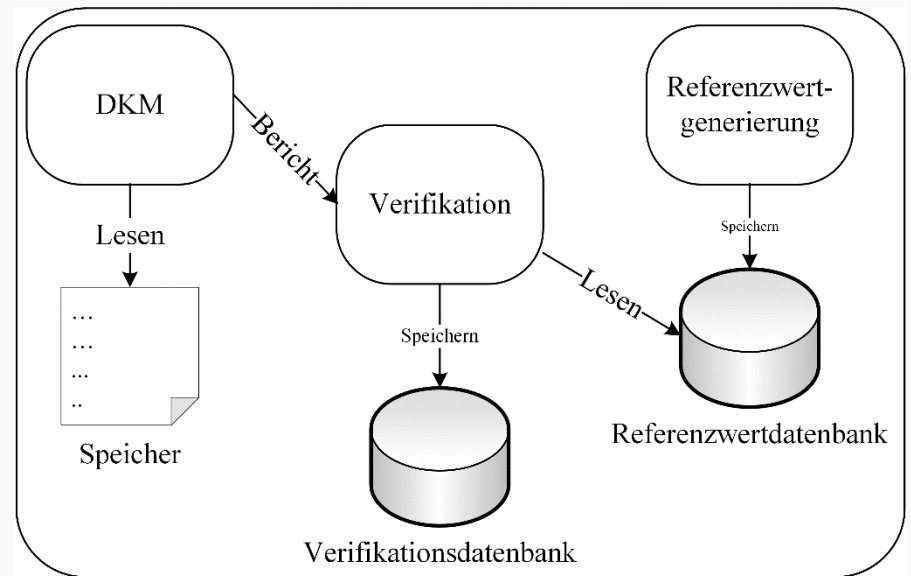 DKM
Referenzwert-
generierung
Bericht
Verifikation
Lesen
Speichern
Lesen
...
...
...
..
Speichern
Speicher
Referenzwertdatenbank
Verifikationsdatenbank